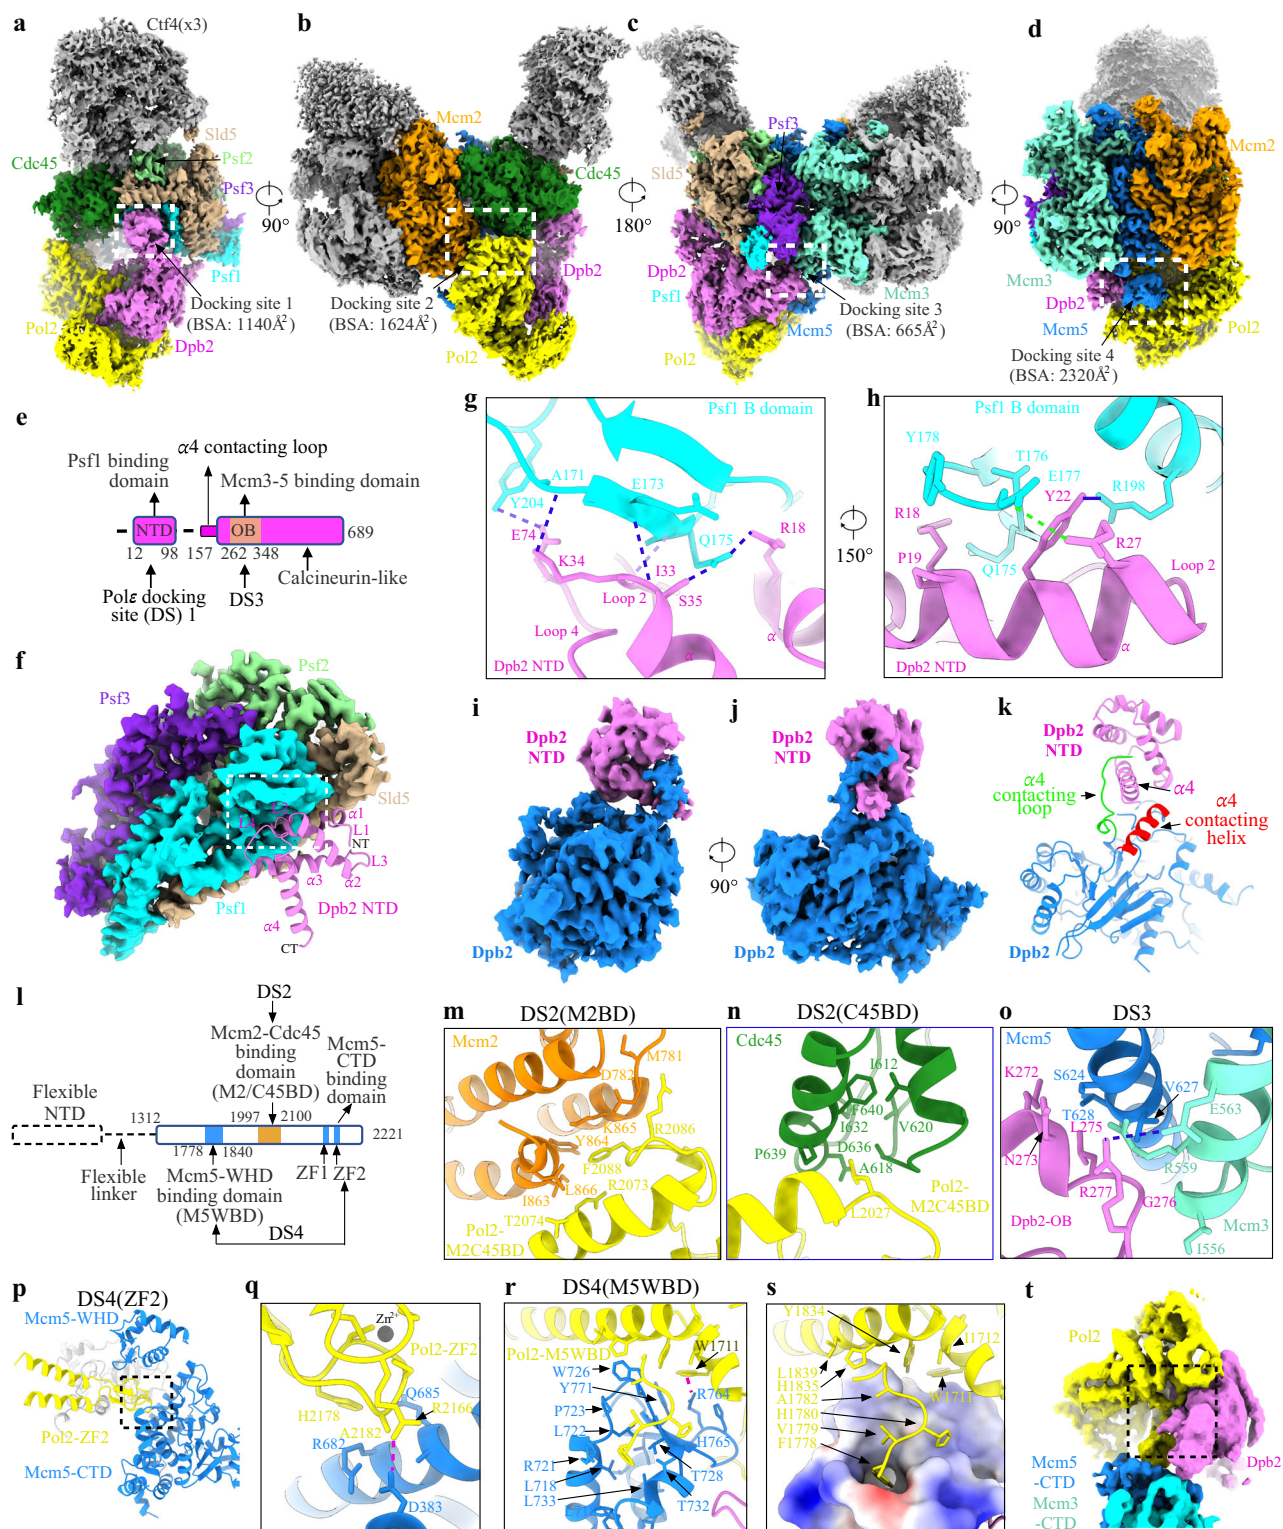 a
Ctf4(x3)
Sld5
Psf2
Cdc45
Psf3
Psf1
Docking site 1
(BSA: 1140Å²)
Pol2
Dpb2
90°
b
Mcm2
Cdc45
Docking site 2
(BSA: 1624Å²)
Dpb2
Pol2
180°
c
Psf3
Sld5
Dpb2
Psf1
Mcm3
Docking site 3
(BSA: 665Å²)
Mcm5
Pol2
90°
d
Mcm2
Mcm3
Dpb2
Mcm5
Pol2
Docking site 4
(BSA: 2320Å²)
e
α4 contacting loop
Psf1 binding
domain
Mcm3-5 binding domain
NTD
OB
689
12 98 157 262 348
Calcineurin-like
Polε docking
site (DS) 1
DS3
f
Psf2
Psf3
Sld5
L2
α1
L1
NT
L3
α3
α2
Psf1
Dpb2 NTD
α4
CT
g
Psf1 B domain
A171
E173
Y204
R18
E74
Q175
K34
I33
Loop 2
S35
Loop 4
α
α
Dpb2 NTD
150°
h
Psf1 B domain
Y178
T176
E177
Y22
R198
R18
R27
P19
Q175
Loop 2
α
Dpb2 NTD
i
Dpb2
NTD
Dpb2
90°
j
Dpb2
NTD
Dpb2
k
Dpb2
NTD
α4
contacting
loop
α4
α4
contacting
helix
Dpb2
l
DS2
Mcm2-Cdc45
binding
domain
(M2/C45BD)
Mcm5-
CTD
binding
domain
Flexible
NTD
1312
1997 2100
2221
1778
1840
ZF1
ZF2
Flexible
linker
Mcm5-WHD
binding domain
(M5WBD)
DS4
m
DS2(M2BD)
Mcm2
M781
D782
K865
R2086
Y864
F2088
L866
R2073
I863
T2074
Pol2-
M2C45BD
n
DS2(C45BD)
Cdc45
I612
F640
I632
V620
D636
P639
A618
Pol2-
M2C45BD
L2027
o
DS3
Mcm5
K272
S624
V627
E563
T628
L275
N273
R559
R277
G276
Dpb2-OB
Mcm3
I556
p
DS4(ZF2)
Mcm5-WHD
Pol2-ZF2
Mcm5-CTD
q
Zn²⁺
Pol2-ZF2
Q685
H2178
R2166
A2182
R682
D383
r
DS4(M5WBD)
Pol2-M5WBD
W1711
W726
Y771
R764
P723
L722
H765
R721
T728
L718
L733
T732
s
Y1834
I1712
L1839
H1835
W1711
A1782
H1780
V1779
F1778
t
Pol2
Dpb2
Mcm5
-CTD
Mcm3
-CTD